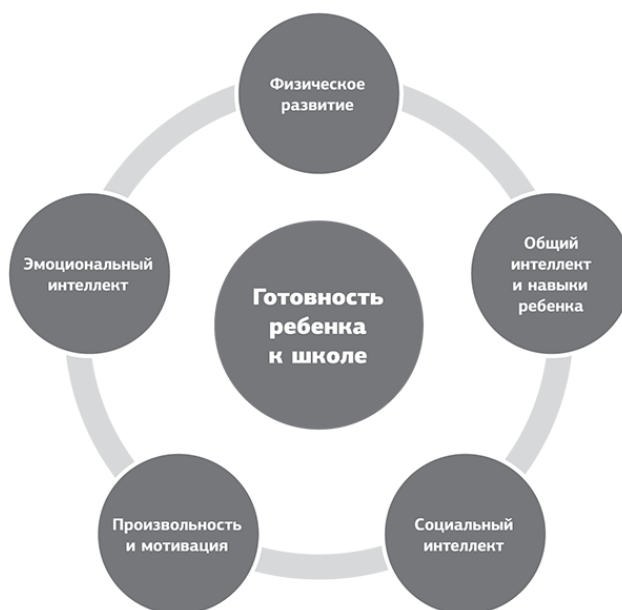 Физическое
развитие
Эмоциональный
интеллект
Общий
интеллект
и навыки
ребенка
Готовность
ребенка
к школе
Произвольность
и мотивация
Социальный
интеллект